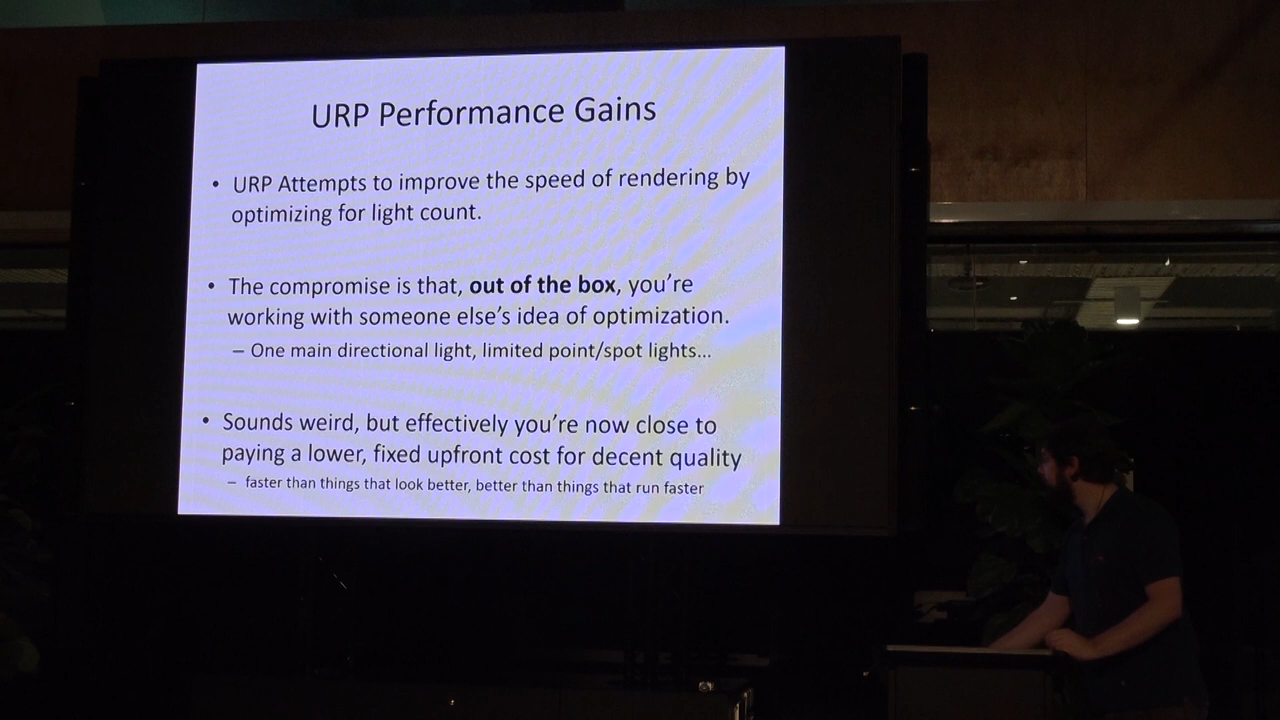 URP Performance Gains
• URP Attempts to improve the speed of rendering by
optimizing for light count.
• The compromise is that, out of the box, you're
working with someone else's idea of optimization.
– One main directional light, limited point/spot lights...
• Sounds weird, but effectively you're now close to
paying a lower, fixed upfront cost for decent quality
– faster than things that look better, better than things that run faster